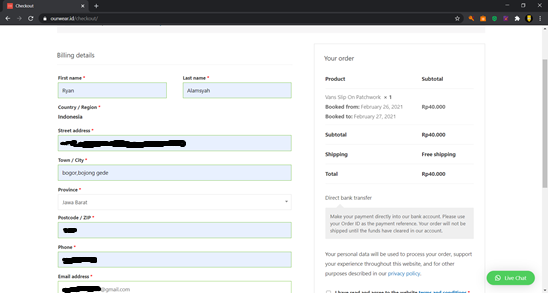 Checkout
ourwear.id/checkout/
Billing details
First name *
Last name *
Ryan
Alamsyah
Country / Region *
Indonesia
Street address *
Town / City *
bogor,bojong gede
Province *
Jawa Barat
Postcode / ZIP *
Phone *
Email address *
@gmail.com
Your order
Product
Subtotal
Vans Slip On Patchwork × 1
Rp40.000
Booked from: February 26, 2021
Booked to: February 27, 2021
Subtotal
Rp40.000
Shipping
Free shipping
Total
Rp40.000
Direct bank transfer
Make your payment directly into our bank account. Please use
your Order ID as the payment reference. Your order will not be
shipped until the funds have cleared in our account.
Your personal data will be used to process your order, support
your experience throughout this website, and for other
purposes described in our privacy policy.
I have read and agree to the website terms and conditions *
Live Chat